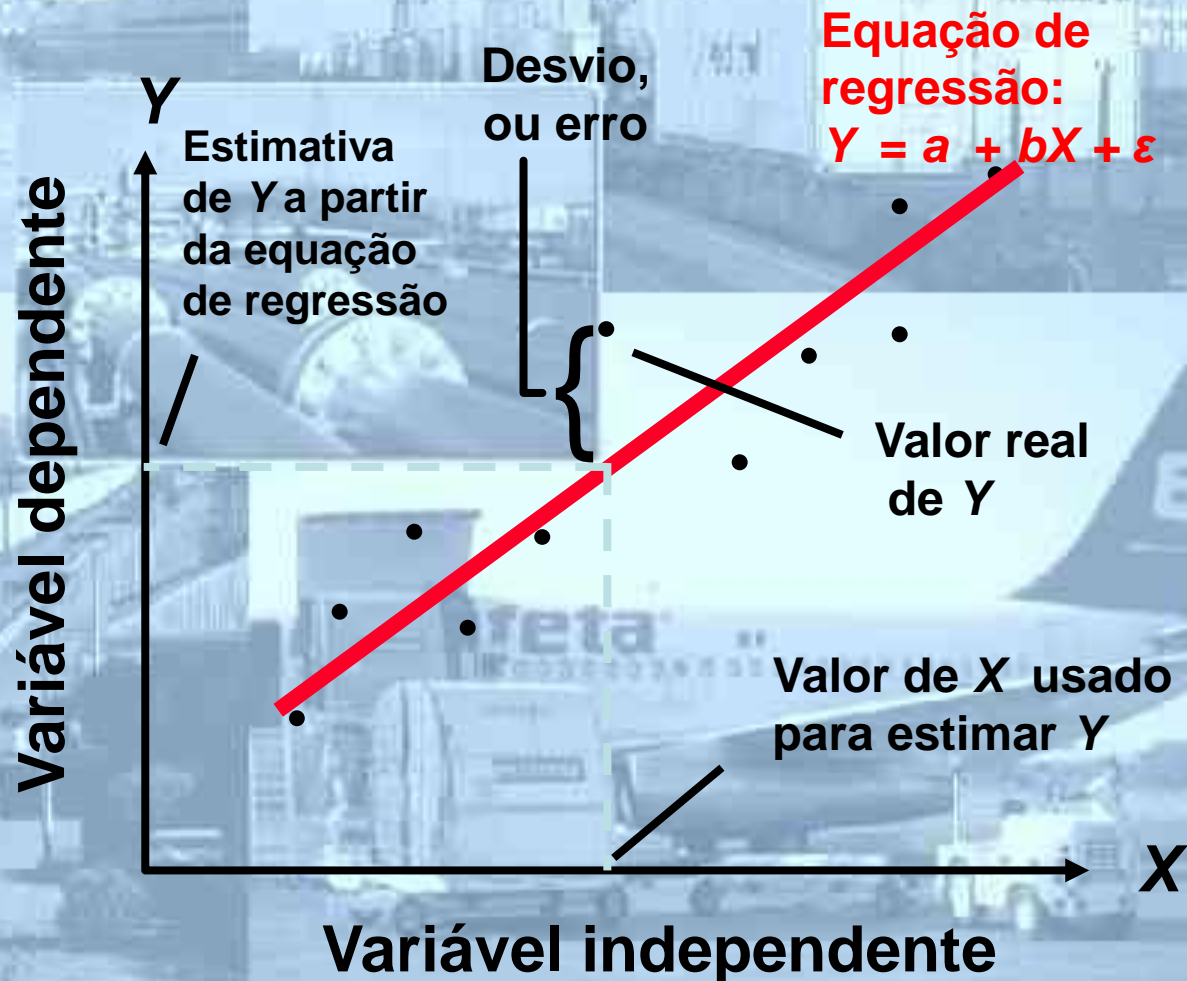 Equação de
regressão:
Y = a + bX + ε
Desvio,
ou erro
Y
Estimativa
de Y a partir
da equação
de regressão
Variável dependente
{
Valor real
de Y
feta
Valor de X usado
para estimar Y
X
Variável independente